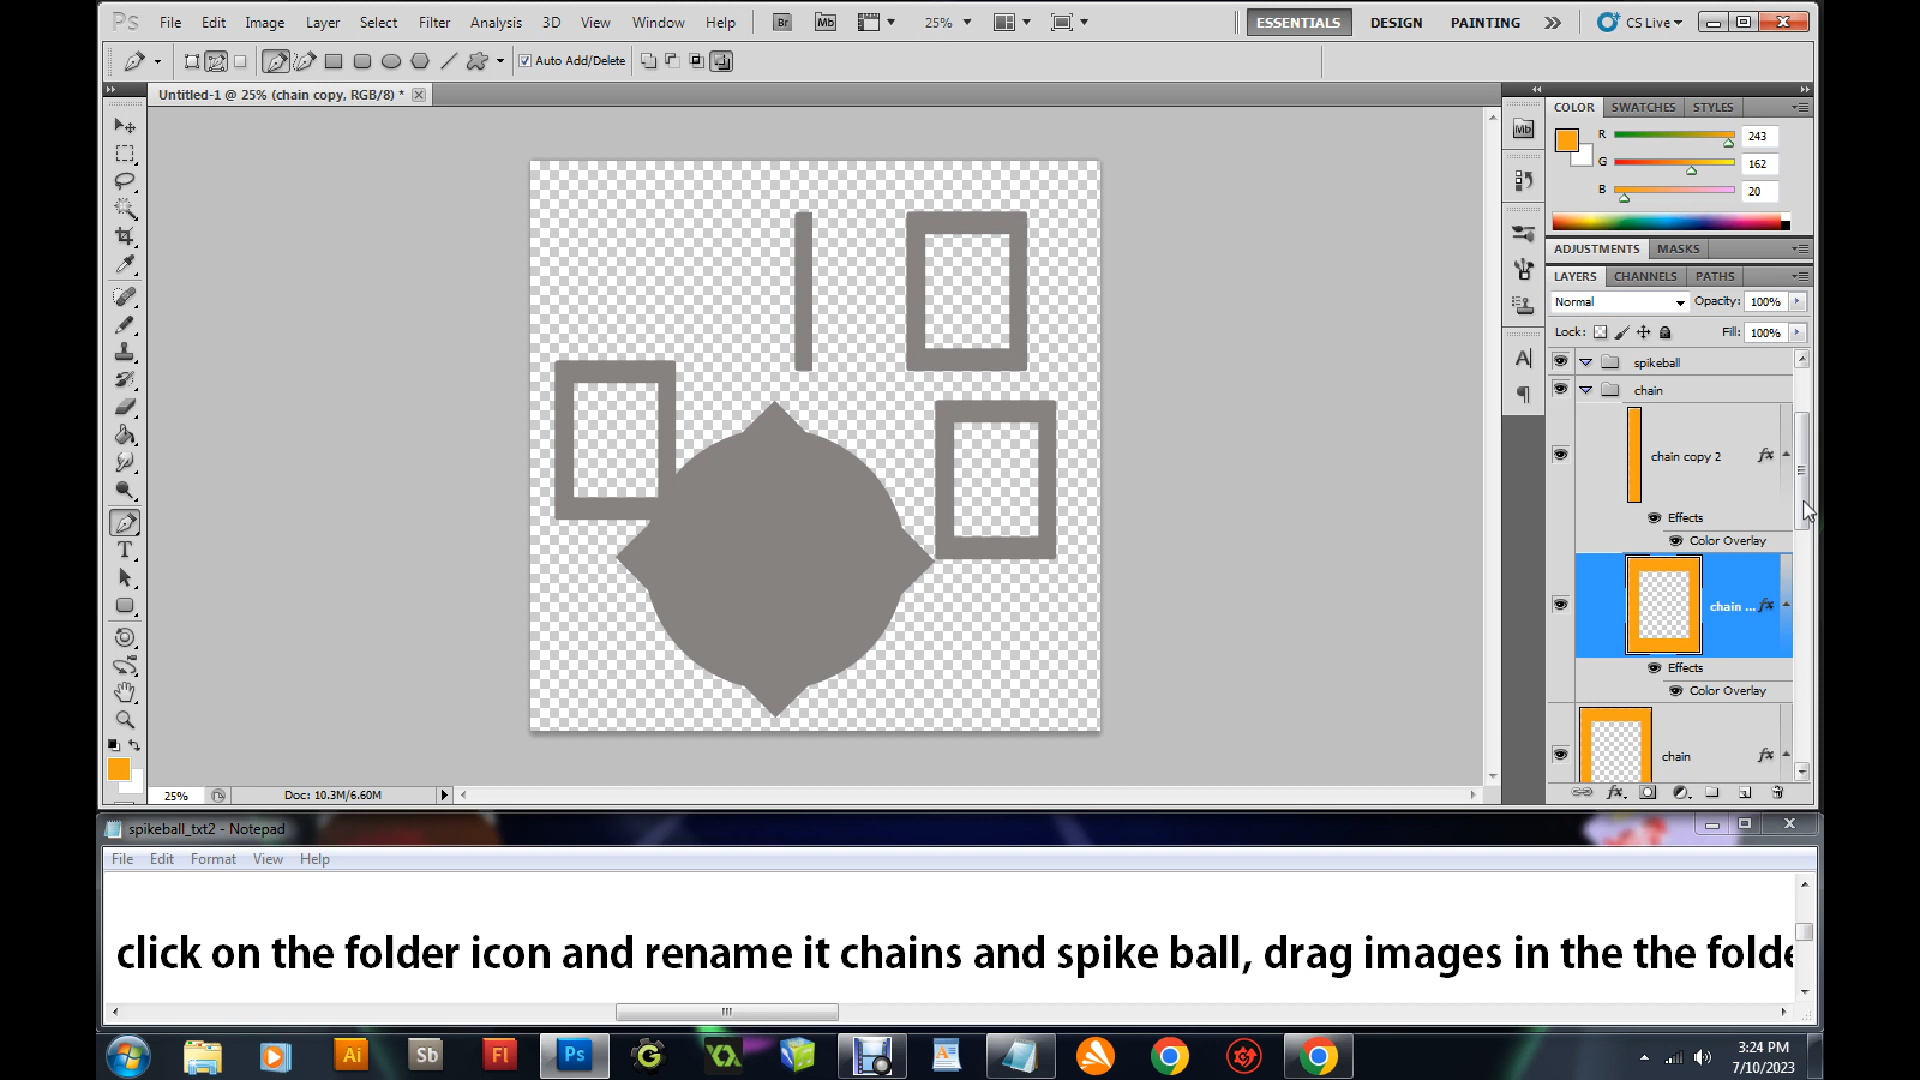 Ps File Edit Image Layer Select Filter Analysis 3D View Window Help Br Mb 25% ESSENTIALS DESIGN PAINTING CS Live
Auto Add/Delete
Untitled-1 @ 25% (chain copy, RGB/8) *
COLOR SWATCHES STYLES
R 243
G 162
B 20
ADJUSTMENTS MASKS
LAYERS CHANNELS PATHS
Normal Opacity: 100%
Lock: Fill: 100%
spikeball
chain
chain copy 2 fx
Effects
Color Overlay
chain ... fx
Effects
Color Overlay
chain fx
25% Doc: 10.3M/6.60M
spikeball_txt2 - Notepad
File Edit Format View Help
click on the folder icon and rename it chains and spike ball, drag images in the the folde
Ai Sb Fl Ps
3:24 PM
7/10/2023